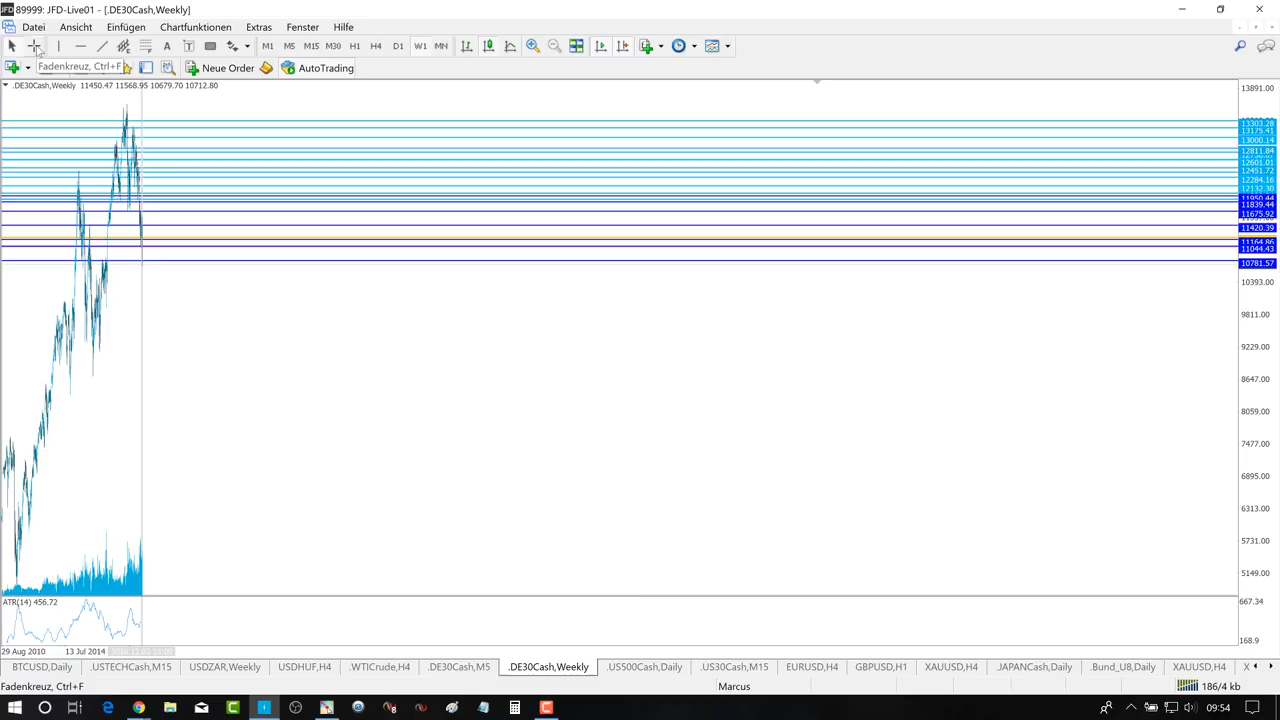 89999: JFD-Live01 - [.DE30Cash,Weekly]
Datei Ansicht Einfügen Chartfunktionen Extras Fenster Hilfe
A T M1 M5 M15 M30 H1 H4 D1 W1 MN
Fadenkreuz, Ctrl+F
Neue Order AutoTrading
.DE30Cash,Weekly 11450.47 11568.95 10679.70 10712.80
13891.00
13303.28
13175.41
13000.14
12811.84
12601.01
12451.72
12284.16
12132.30
11950.44
11839.44
11675.92
11420.39
11164.86
11044.43
10781.57
10393.00
9811.00
9229.00
8647.00
8059.00
7477.00
6895.00
6313.00
5731.00
5149.00
ATR(14) 456.72
667.34
168.9
29 Aug 2010 13 Jul 2014
BTCUSD,Daily .USTECHCash,M15 USDZAR,Weekly USDHUF,H4 .WTICrude,H4 .DE30Cash,M5 .DE30Cash,Weekly .US500Cash,Daily .US30Cash,M15 EURUSD,H4 GBPUSD,H1 XAUUSD,H4 .JAPANCash,Daily .Bund_U8,Daily XAUUSD,H4 X
Fadenkreuz, Ctrl+F Marcus 186/4 kb
09:54